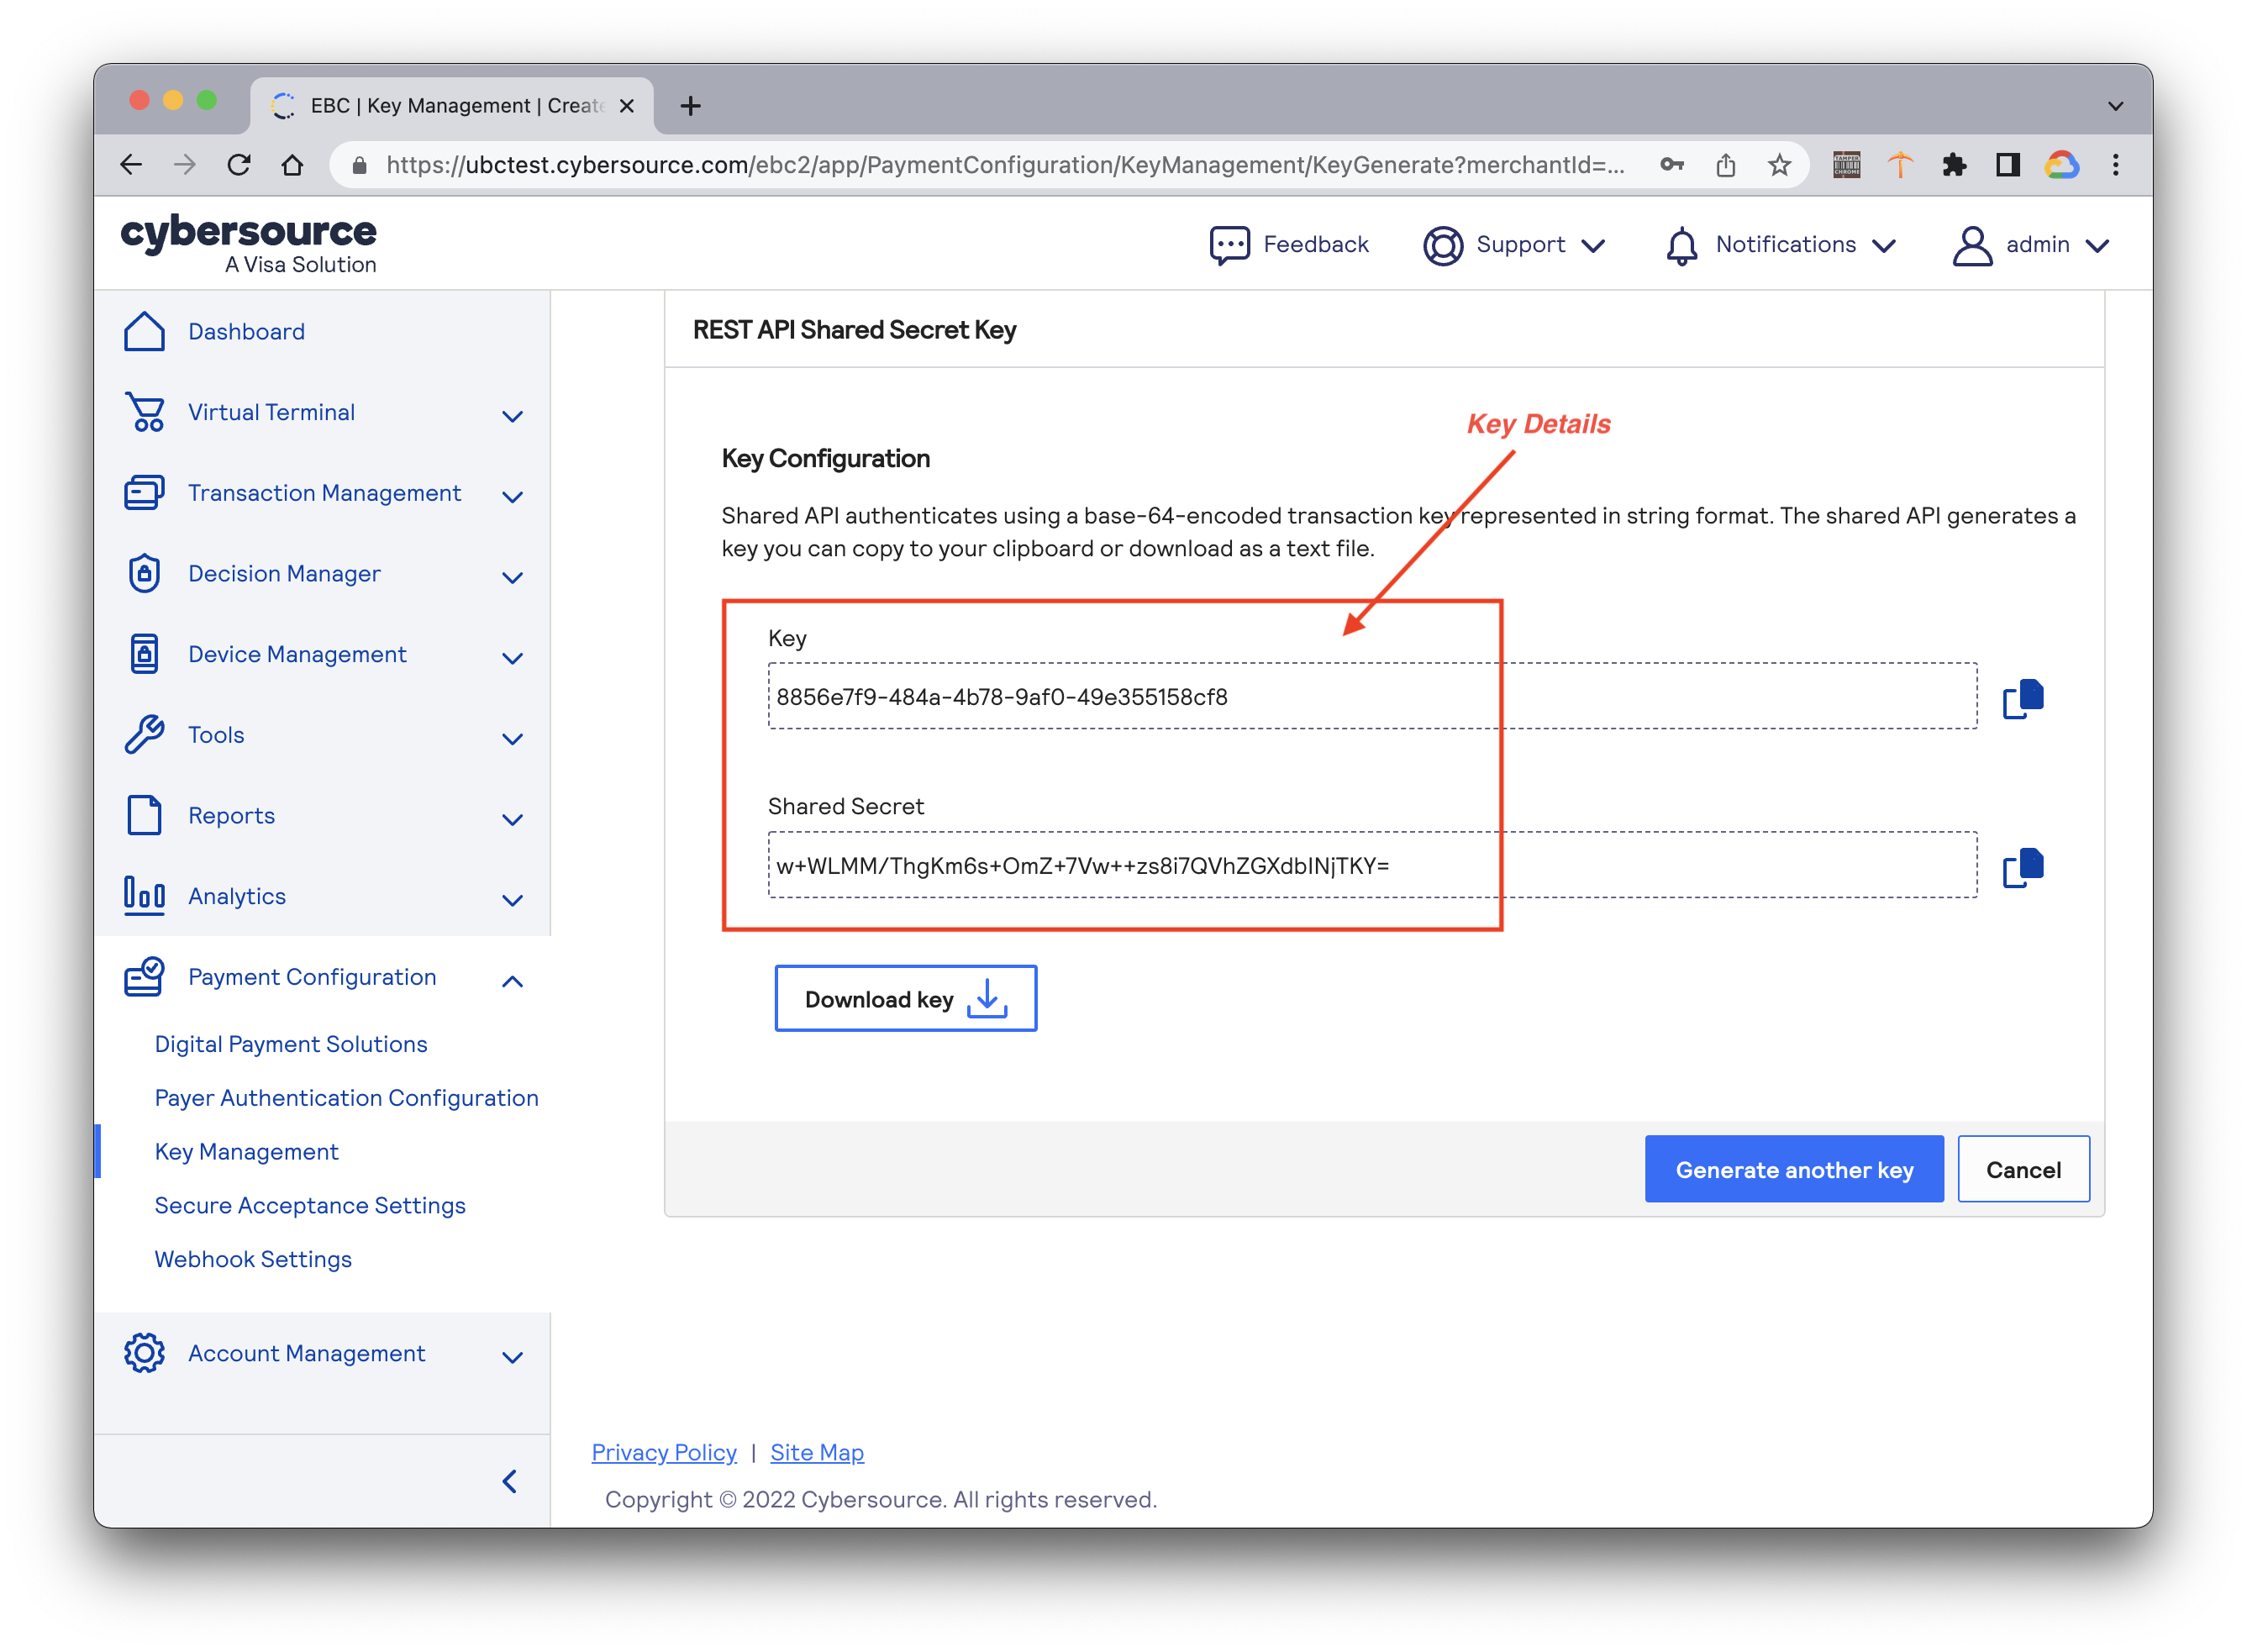 EBC | Key Management | Create
https://ubctest.cybersource.com/ebc2/app/PaymentConfiguration/KeyManagement/KeyGenerate?merchantId=...
TAMPER
CHROME
cybersource
A Visa Solution
Feedback
Support
Notifications
admin
Dashboard
Virtual Terminal
Transaction Management
Decision Manager
Device Management
Tools
Reports
Analytics
Payment Configuration
Digital Payment Solutions
Payer Authentication Configuration
Key Management
Secure Acceptance Settings
Webhook Settings
Account Management
REST API Shared Secret Key
Key Details
Key Configuration
Shared API authenticates using a base-64-encoded transaction key represented in string format. The shared API generates a
key you can copy to your clipboard or download as a text file.
Key
8856e7f9-484a-4b78-9af0-49e355158cf8
Shared Secret
w+WLMM/ThgKm6s+OmZ+7Vw++zs8i7QVhZGXdbINjTKY=
Download key
Generate another key
Cancel
Privacy Policy | Site Map
Copyright © 2022 Cybersource. All rights reserved.